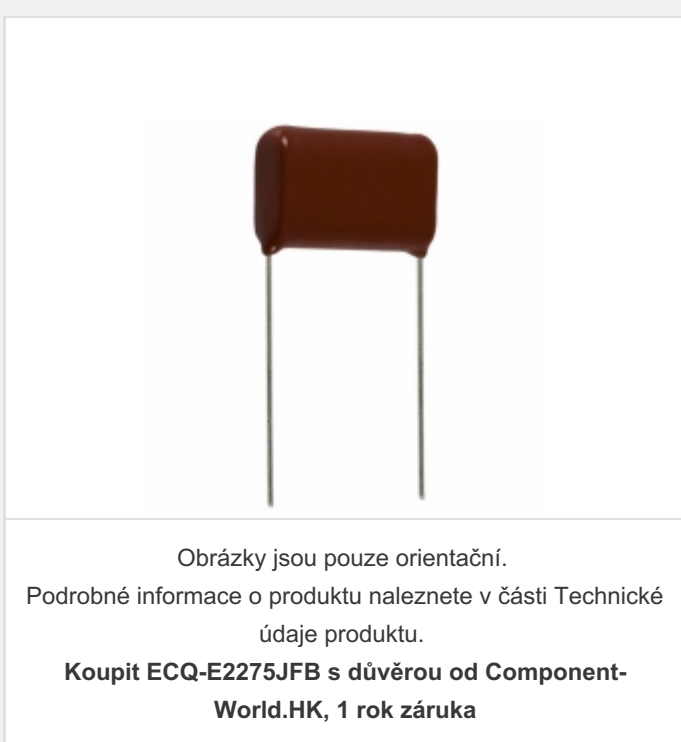 Obrázky jsou pouze orientační.
Podrobné informace o produktu naleznete v části Technické
údaje produktu.
Koupit ECQ-E2275JFB s důvěrou od Component-
World.HK, 1 rok záruka